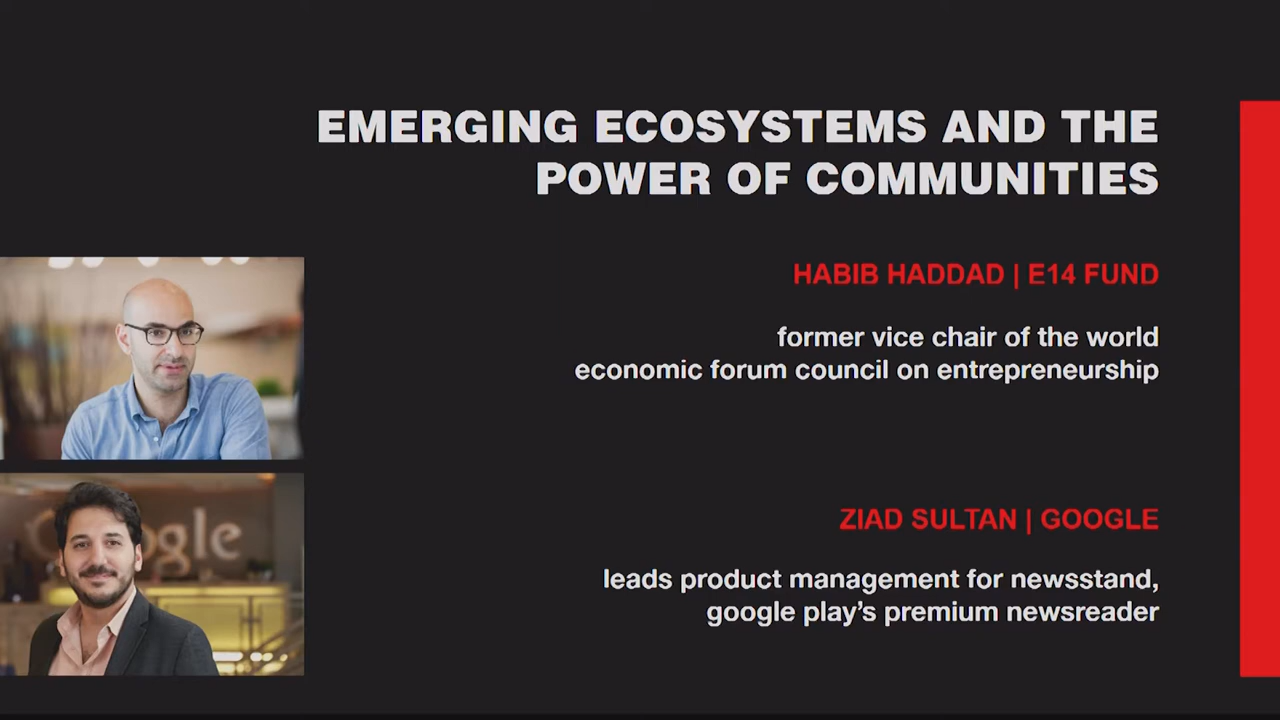 EMERGING ECOSYSTEMS AND THE
POWER OF COMMUNITIES
HABIB HADDAD | E14 FUND
former vice chair of the world
economic forum council on entrepreneurship
Google
ZIAD SULTAN | GOOGLE
leads product management for newsstand,
google play's premium newsreader